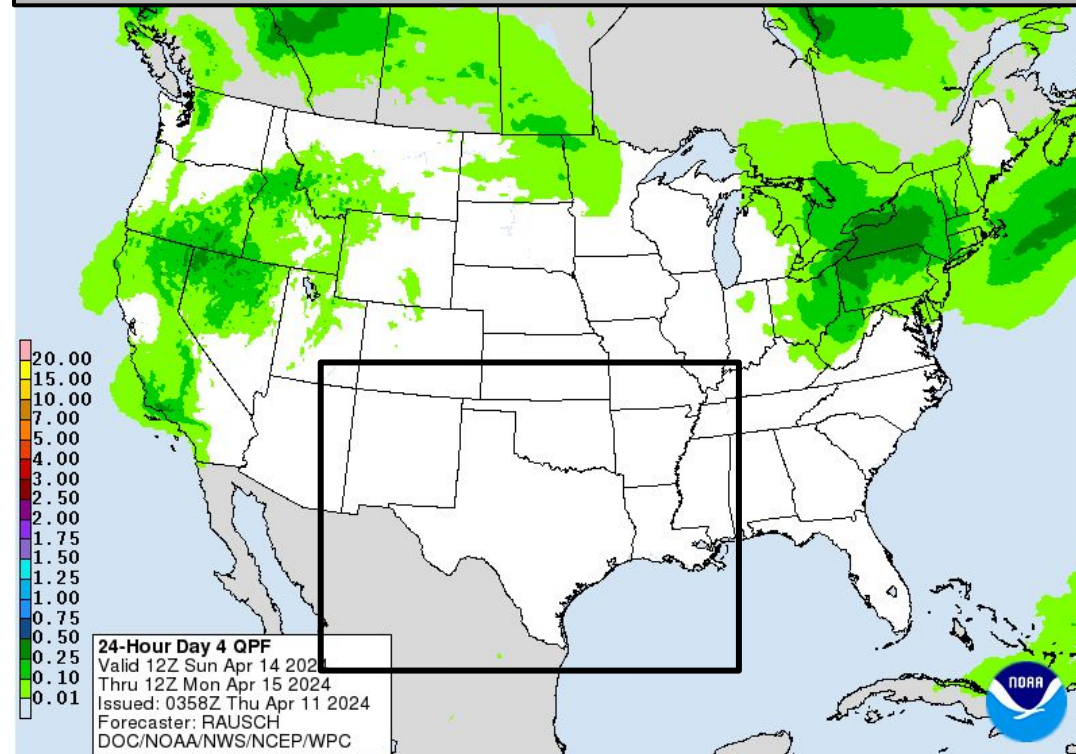 20.00
15.00
10.00
7.00
5.00
4.00
3.00
2.50
2.00
1.75
1.50
1.25
1.00
0.75
0.50
0.25
0.10
0.01
24-Hour Day 4 QPF
Valid 12Z Sun Apr 14 2024
Thru 12Z Mon Apr 15 2024
Issued: 0358Z Thu Apr 11 2024
Forecaster: RAUSCH
DOC/NOAA/NWS/NCEP/WPC
NOAA